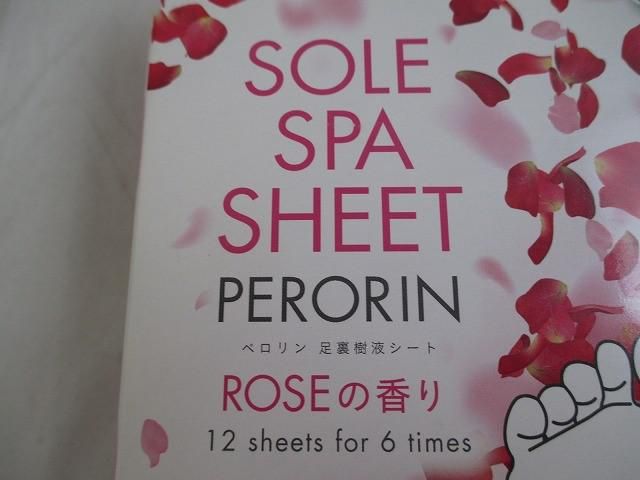 SOLE
SPA
SHEET
PERORIN
ペロリン 足裏樹液シート
ROSEの香り
12 sheets for 6 times